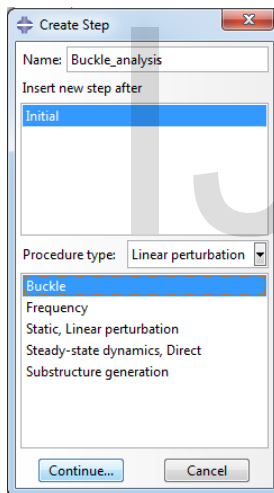 Create Step
Name: Buckle_analysis
Insert new step after
Initial
Procedure type: Linear perturbation
Buckle
Frequency
Static, Linear perturbation
Steady-state dynamics, Direct
Substructure generation
Continue... Cancel